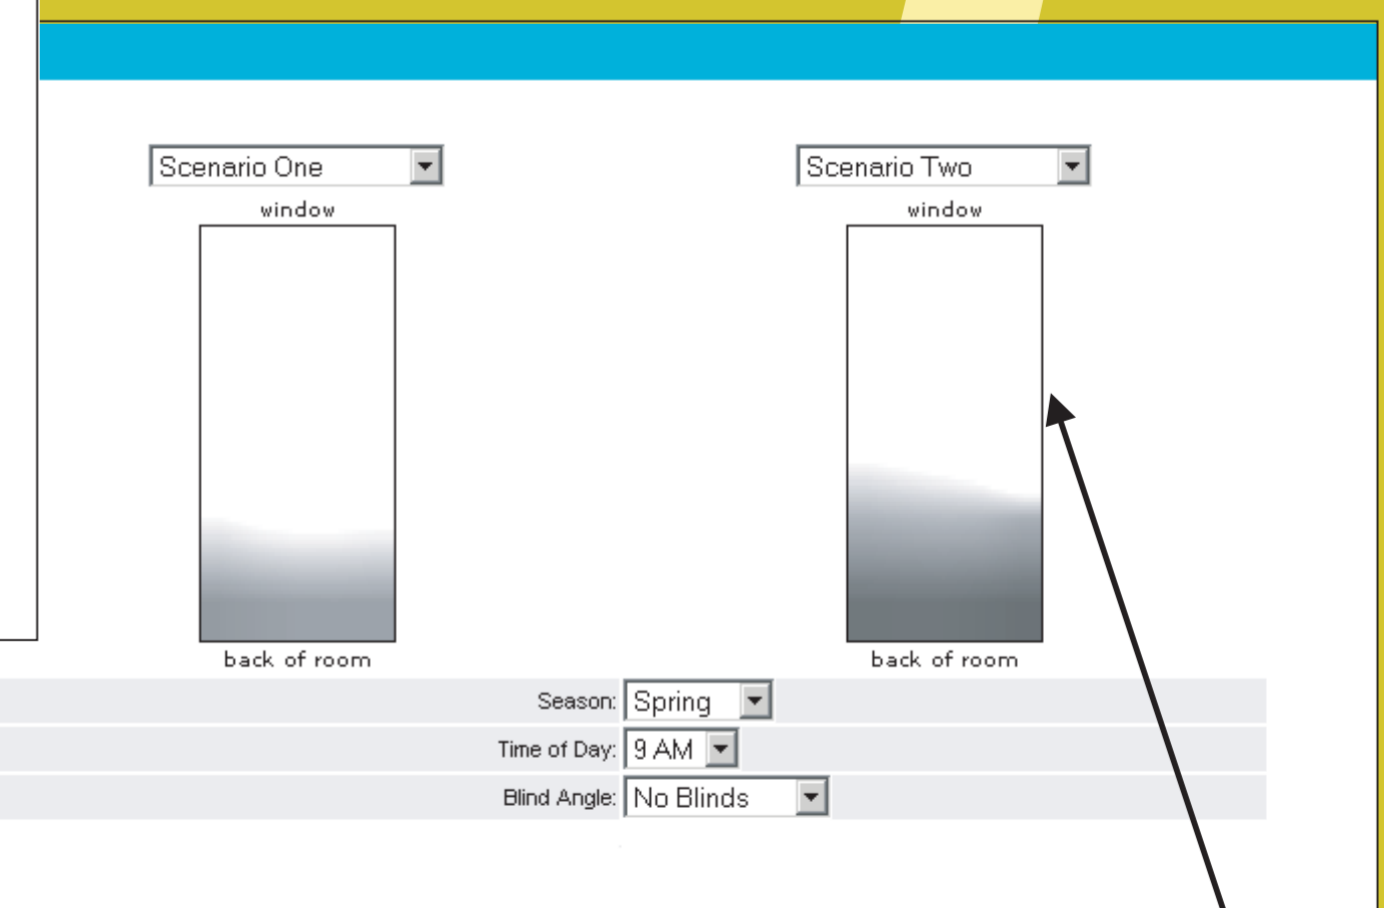 Scenario One
Scenario Two
window
window
back of room
back of room
Season: Spring
Time of Day: 9 AM
Blind Angle: No Blinds